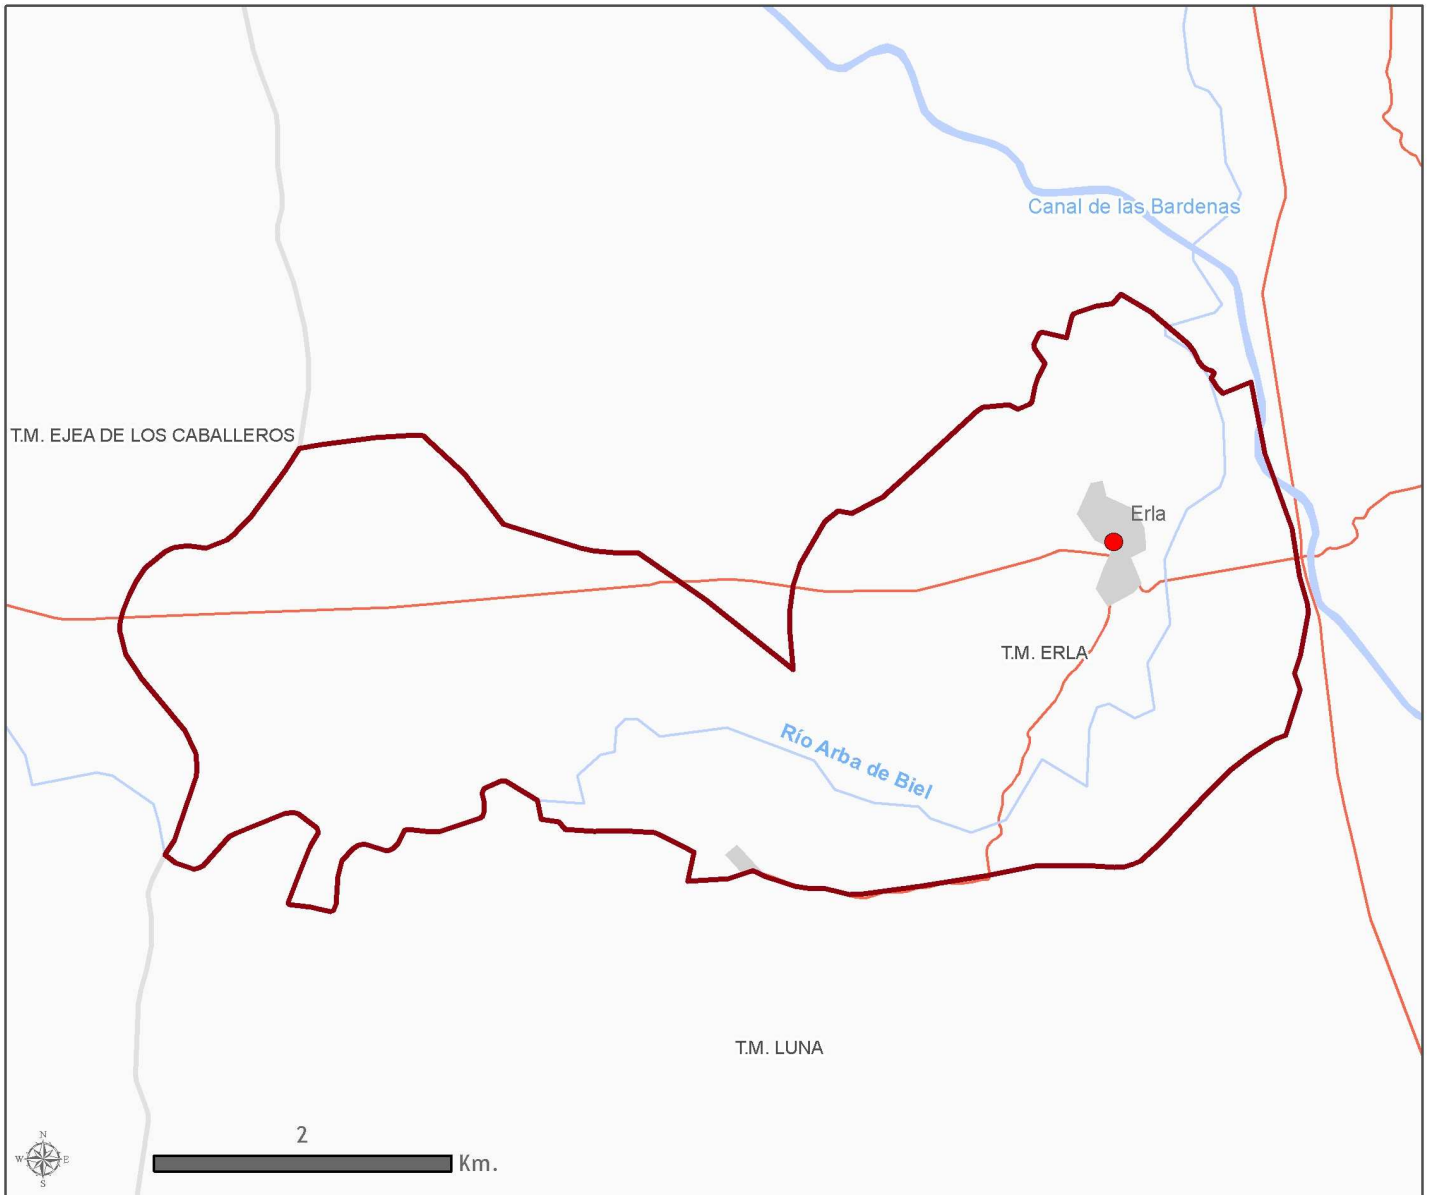 Canal de las Bardenas
T.M. EJEA DE LOS CABALLEROS
Erla
T.M. ERLA
Río Arba de Biel
T.M. LUNA
N
W E
S
2
Km.